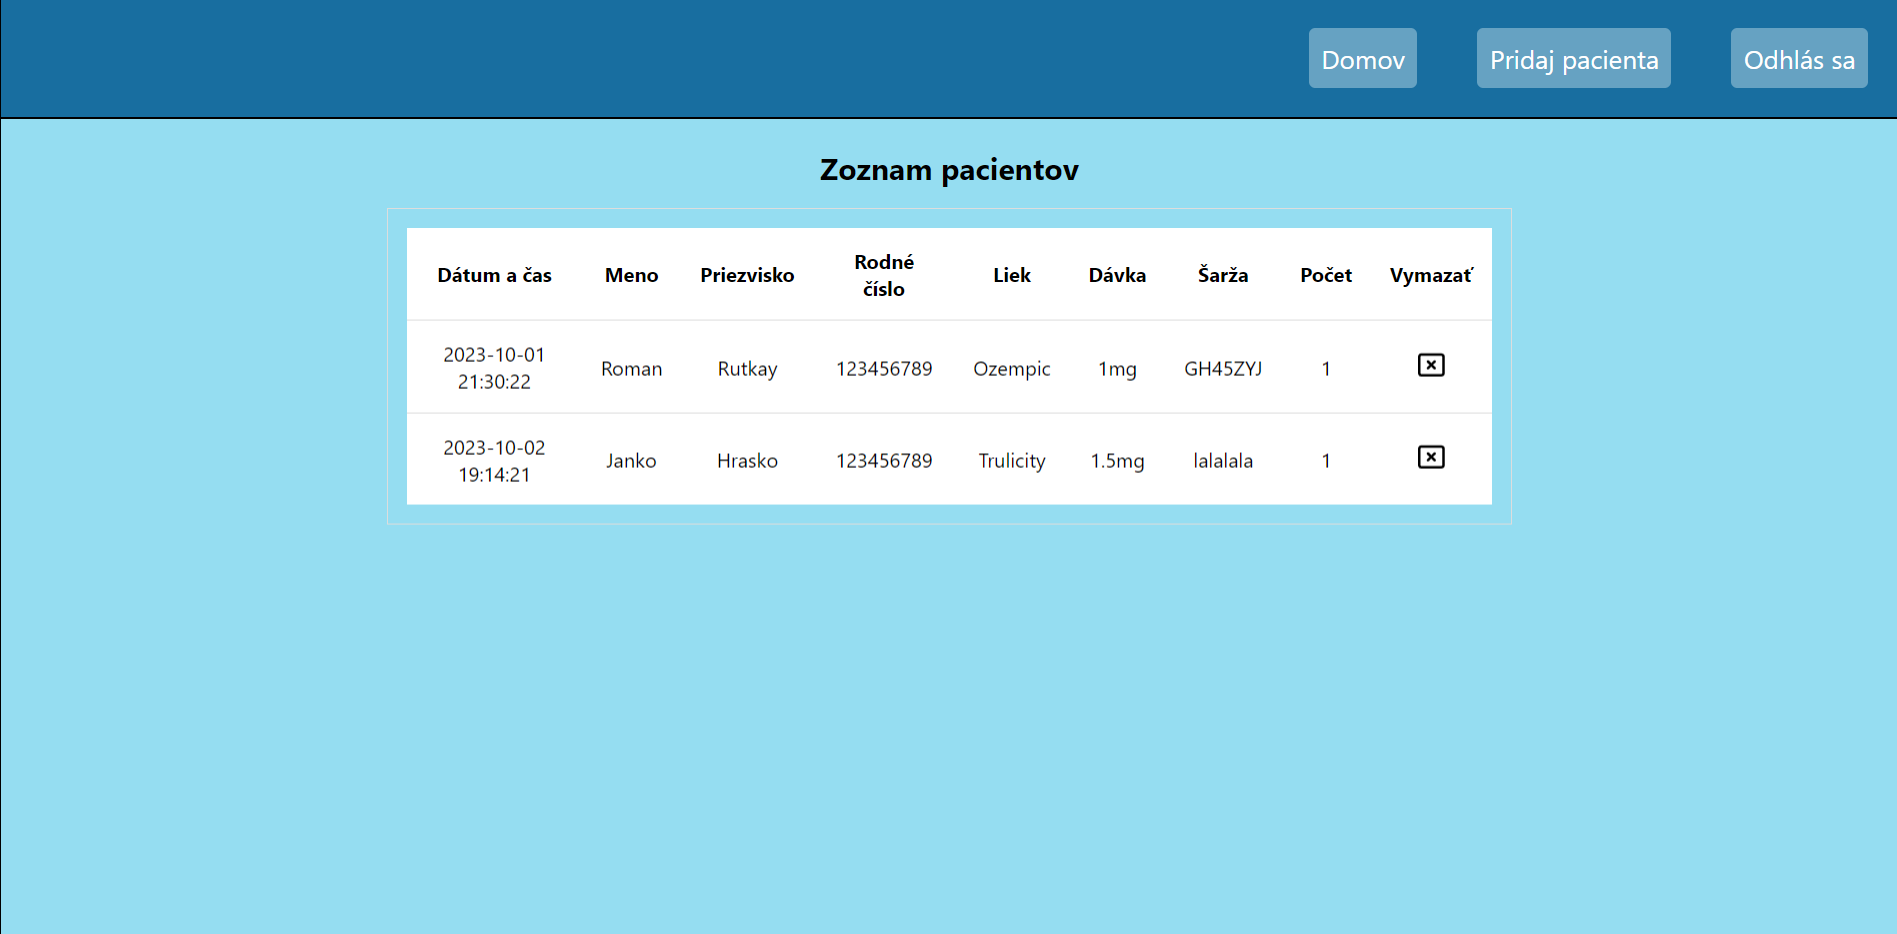 Domov Pridaj pacienta Odhlás sa
Zoznam pacientov
Dátum a čas Meno Priezvisko Rodné číslo Liek Dávka Šarža Počet Vymazať
2023-10-01 21:30:22 Roman Rutkay 123456789 Ozempic 1mg GH45ZYJ 1
2023-10-02 19:14:21 Janko Hrasko 123456789 Trulicity 1.5mg lalalala 1